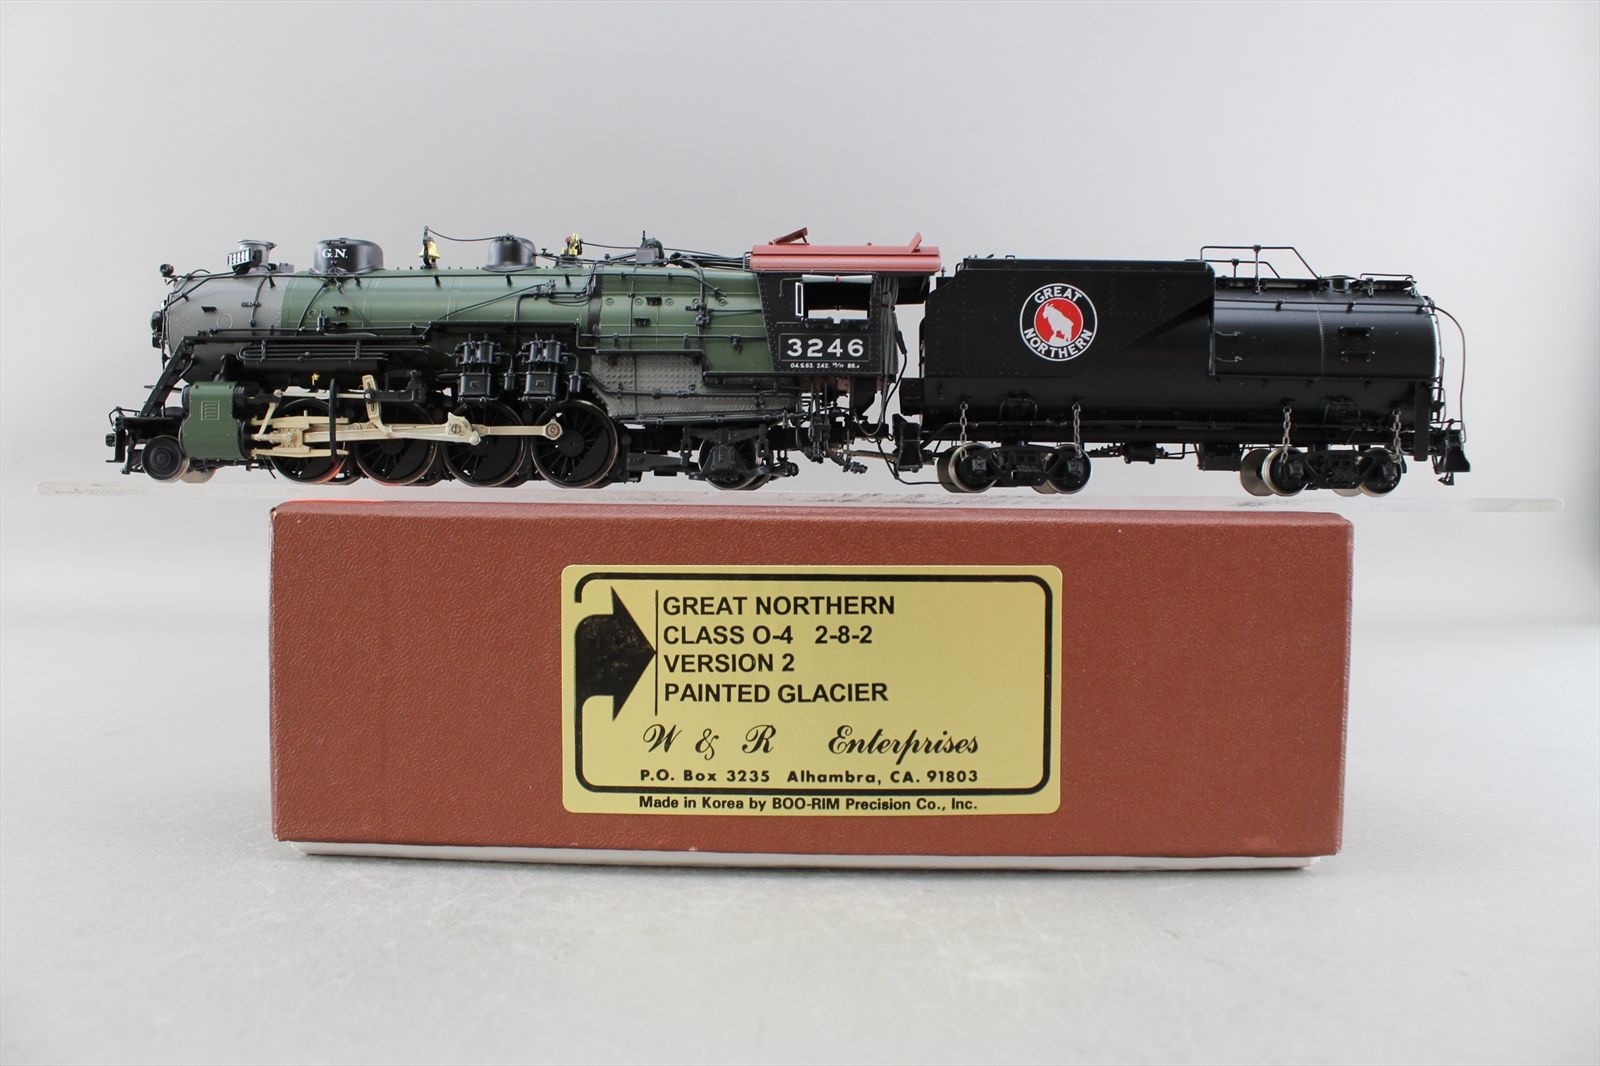 G.N.
3246
GREAT
NORTHERN
GREAT NORTHERN
CLASS O-4 2-8-2
VERSION 2
PAINTED GLACIER
W & R Enterprises
P.O. Box 3235 Alhambra, CA. 91803
Made in Korea by BOO-RIM Precision Co., Inc.